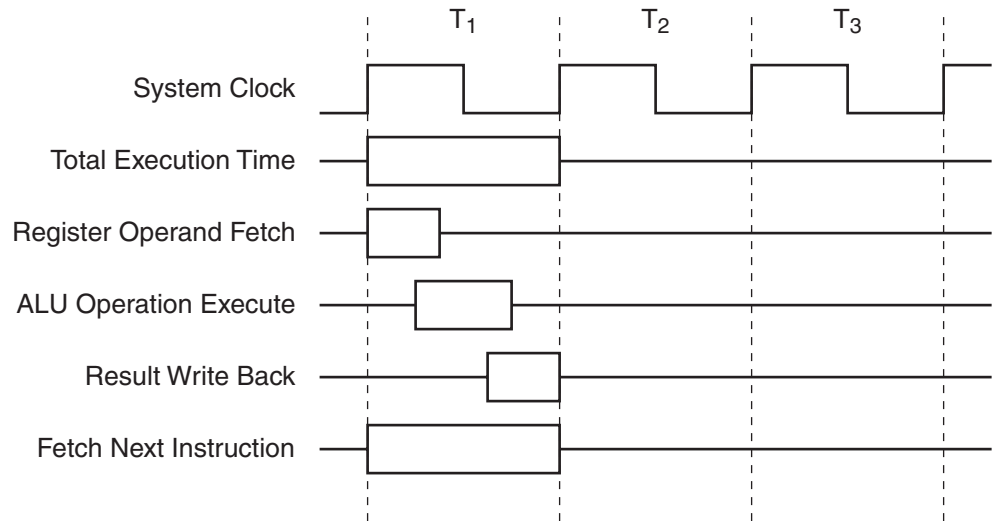 T₁ T₂ T₃
System Clock
Total Execution Time
Register Operand Fetch
ALU Operation Execute
Result Write Back
Fetch Next Instruction